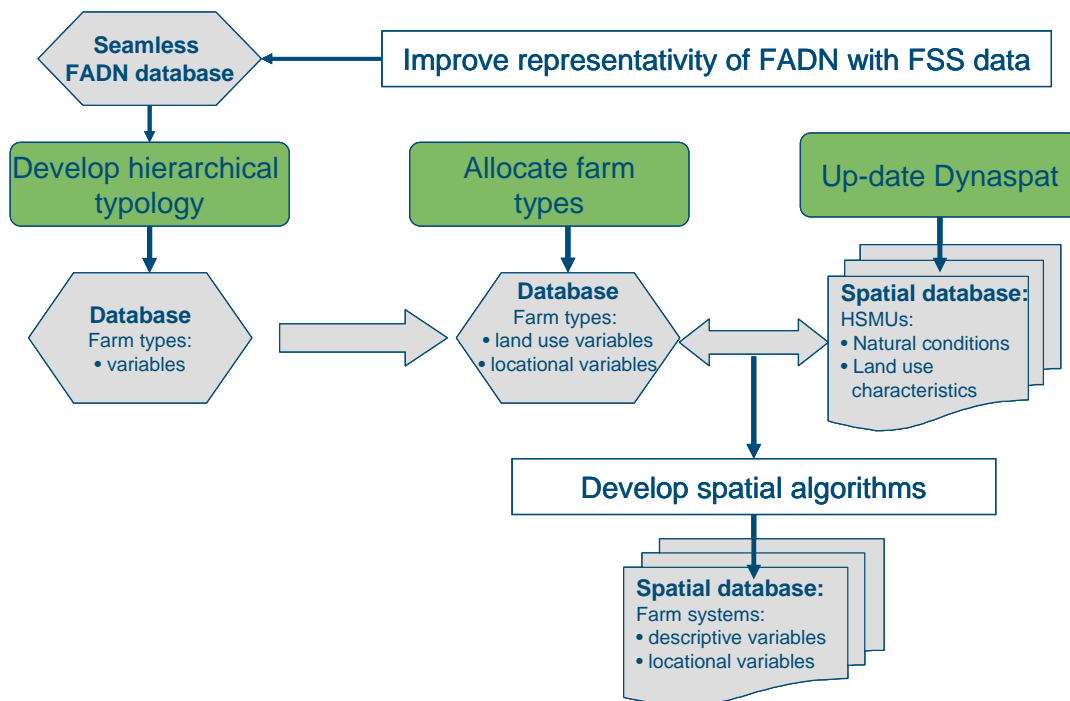 Seamless
FADN database
Improve representativity of FADN with FSS data
Develop hierarchical
typology
Allocate farm
types
Up-date Dynaspat
Database
Farm types:
• variables
Database
Farm types:
• land use variables
• locational variables
Spatial database:
HSMUs:
• Natural conditions
• Land use
characteristics
Develop spatial algorithms
Spatial database:
Farm systems:
• descriptive variables
• locational variables